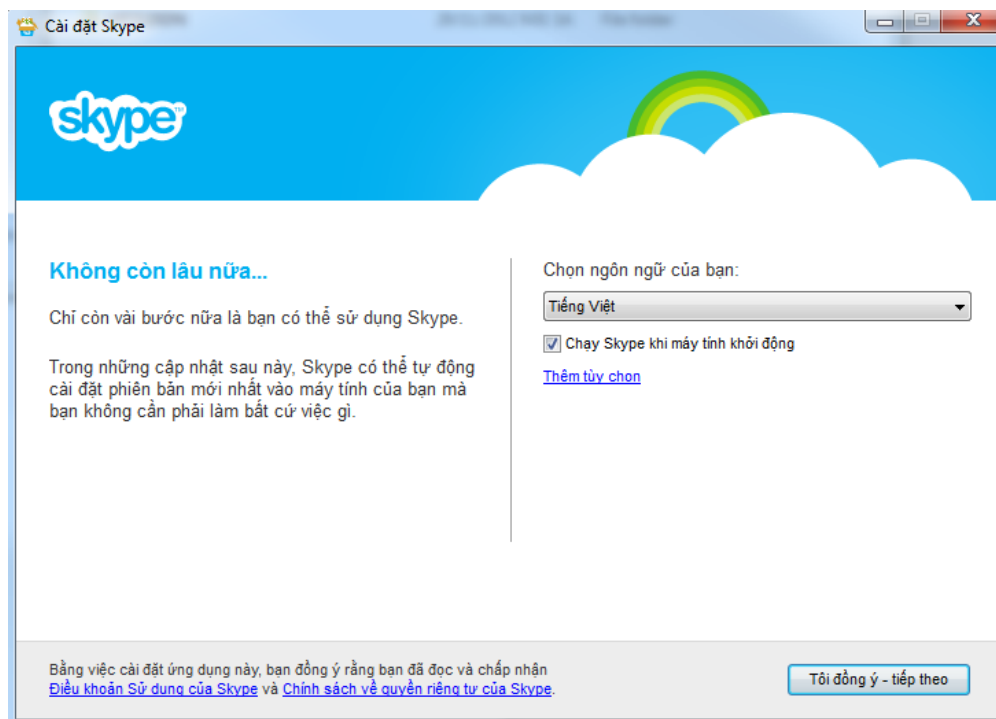 Cài đặt Skype
skype
Không còn lâu nữa...
Chỉ còn vài bước nữa là bạn có thể sử dụng Skype.
Trong những cập nhật sau này, Skype có thể tự động
cài đặt phiên bản mới nhất vào máy tính của bạn mà
bạn không cần phải làm bất cứ việc gì.
Chọn ngôn ngữ của bạn:
Tiếng Việt
Chạy Skype khi máy tính khởi động
Thêm tùy chọn
Bằng việc cài đặt ứng dụng này, bạn đồng ý rằng bạn đã đọc và chấp nhận
Điều khoản Sử dụng của Skype và Chính sách về quyền riêng tư của Skype.
Tôi đồng ý - tiếp theo